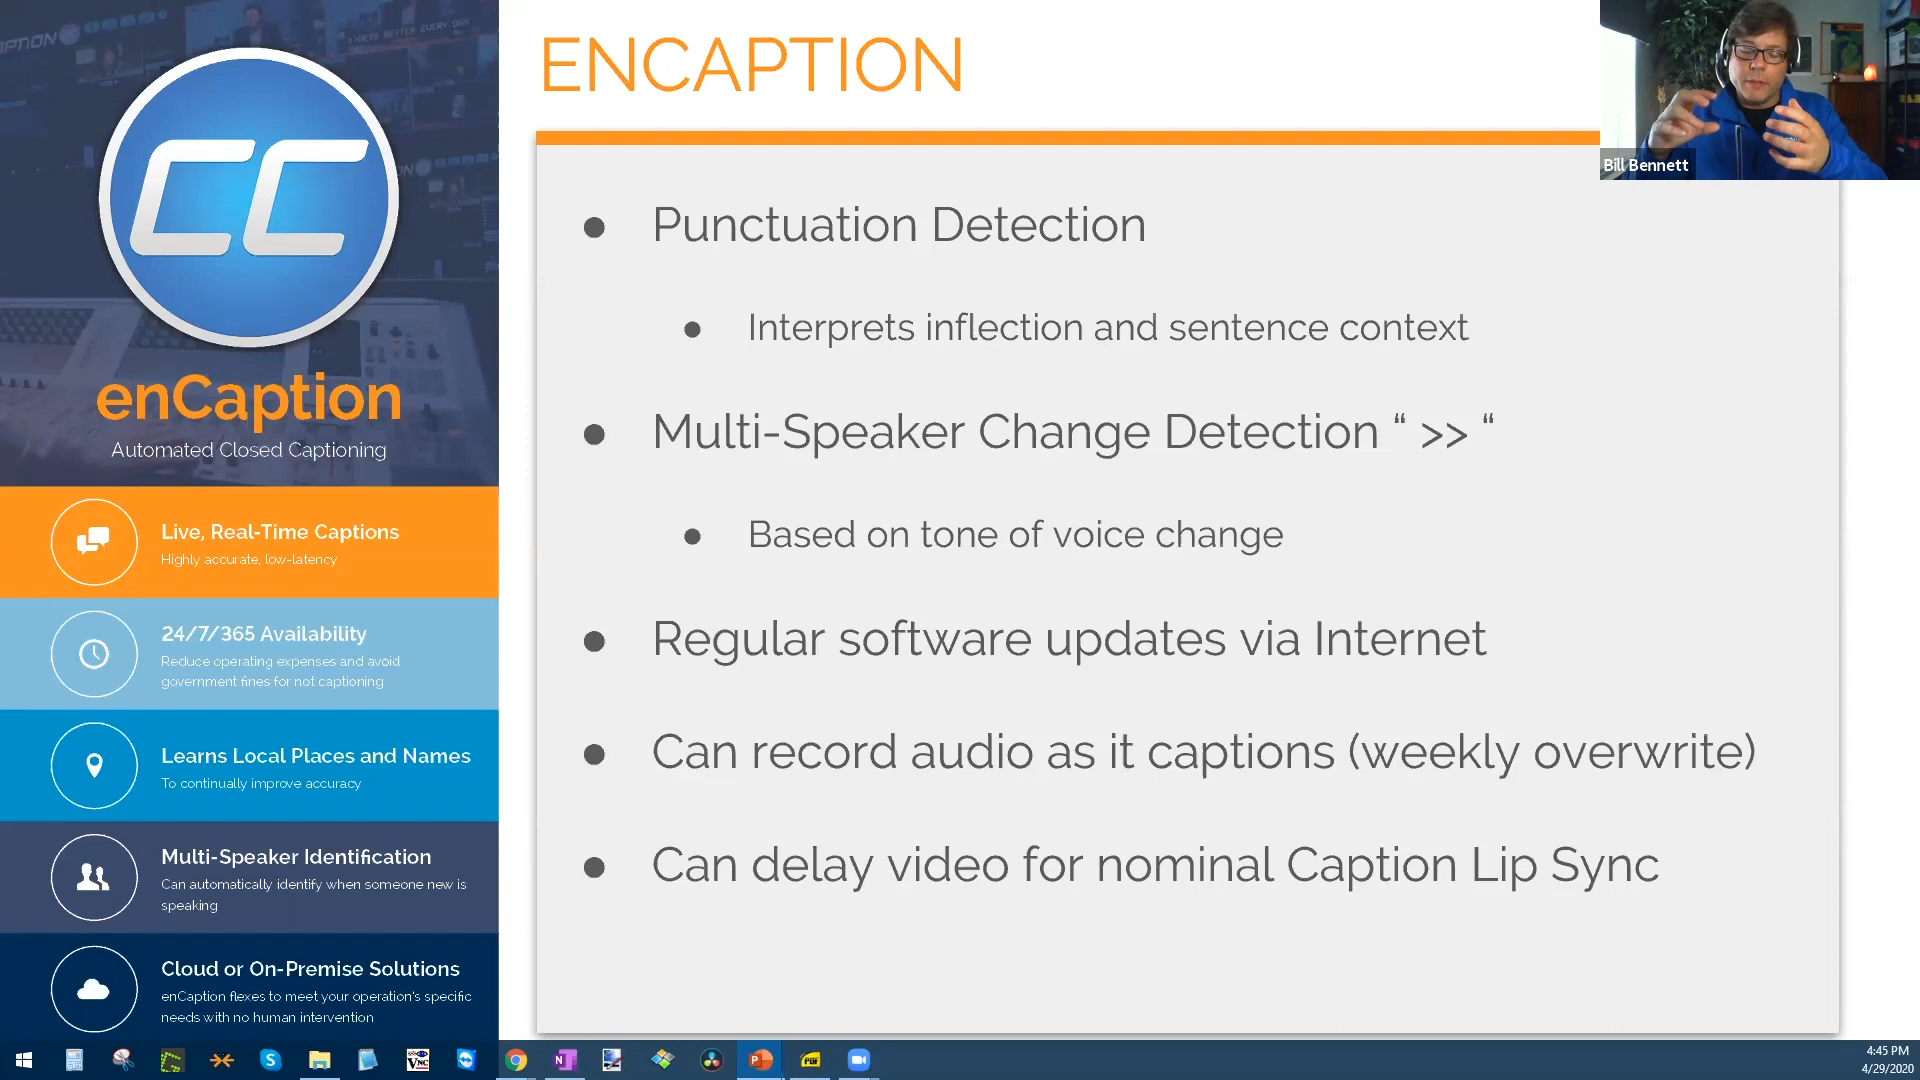 CC
enCaption
Automated Closed Captioning
Live, Real-Time Captions
Highly accurate, low-latency
24/7/365 Availability
Reduce operating expenses and avoid
government fines for not captioning
Learns Local Places and Names
To continually improve accuracy
Multi-Speaker Identification
Can automatically identify when someone new is
speaking
Cloud or On-Premise Solutions
enCaption flexes to meet your operation's specific
needs with no human intervention
ENCAPTION
● Punctuation Detection
● Interprets inflection and sentence context
● Multi-Speaker Change Detection “ >> “
● Based on tone of voice change
● Regular software updates via Internet
● Can record audio as it captions (weekly overwrite)
● Can delay video for nominal Caption Lip Sync
Bill Bennett
4:45 PM
4/29/2020